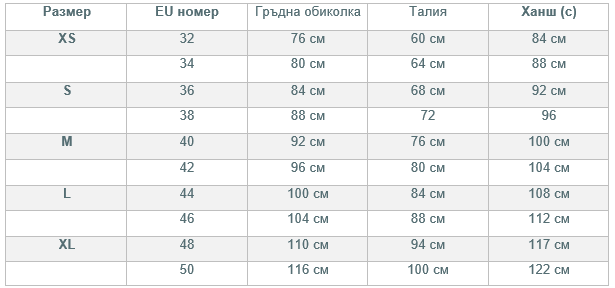 Размер EU номер Гръдна обиколка Талия Ханш (с)
XS 32 76 см 60 см 84 см
34 80 см 64 см 88 см
S 36 84 см 68 см 92 см
38 88 см 72 96
M 40 92 см 76 см 100 см
42 96 см 80 см 104 см
L 44 100 см 84 см 108 см
46 104 см 88 см 112 см
XL 48 110 см 94 см 117 см
50 116 см 100 см 122 см